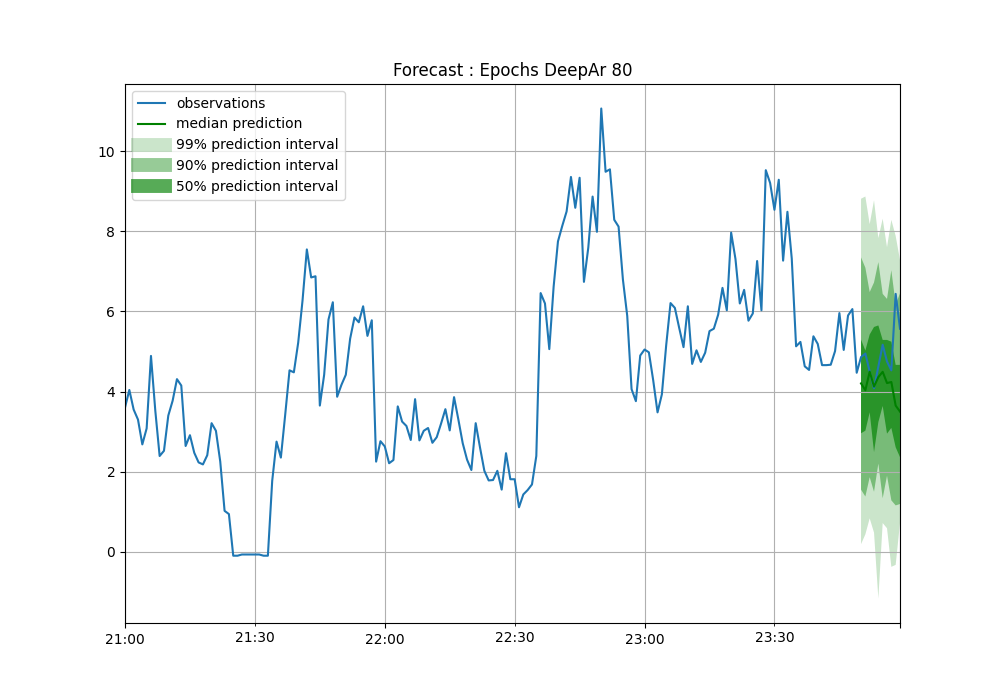 Forecast : Epochs DeepAr 80
observations
median prediction
99% prediction interval
90% prediction interval
50% prediction interval
10
8
6
4
2
0
21:00 21:30 22:00 22:30 23:00 23:30